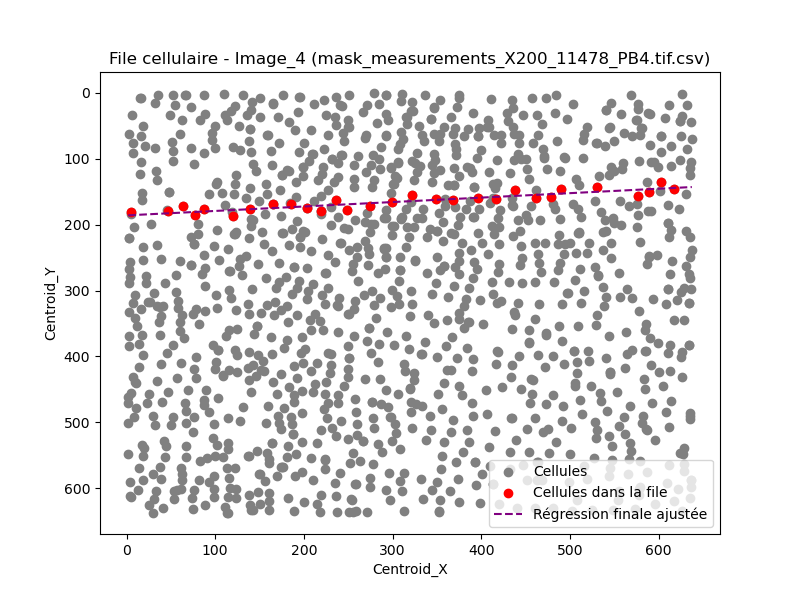 File cellulaire - Image_4 (mask_measurements_X200_11478_PB4.tif.csv)
0
100
200
300
400
500
600
Centroid_Y
0 100 200 300 400 500 600
Centroid_X
Cellules
Cellules dans la file
Régression finale ajustée